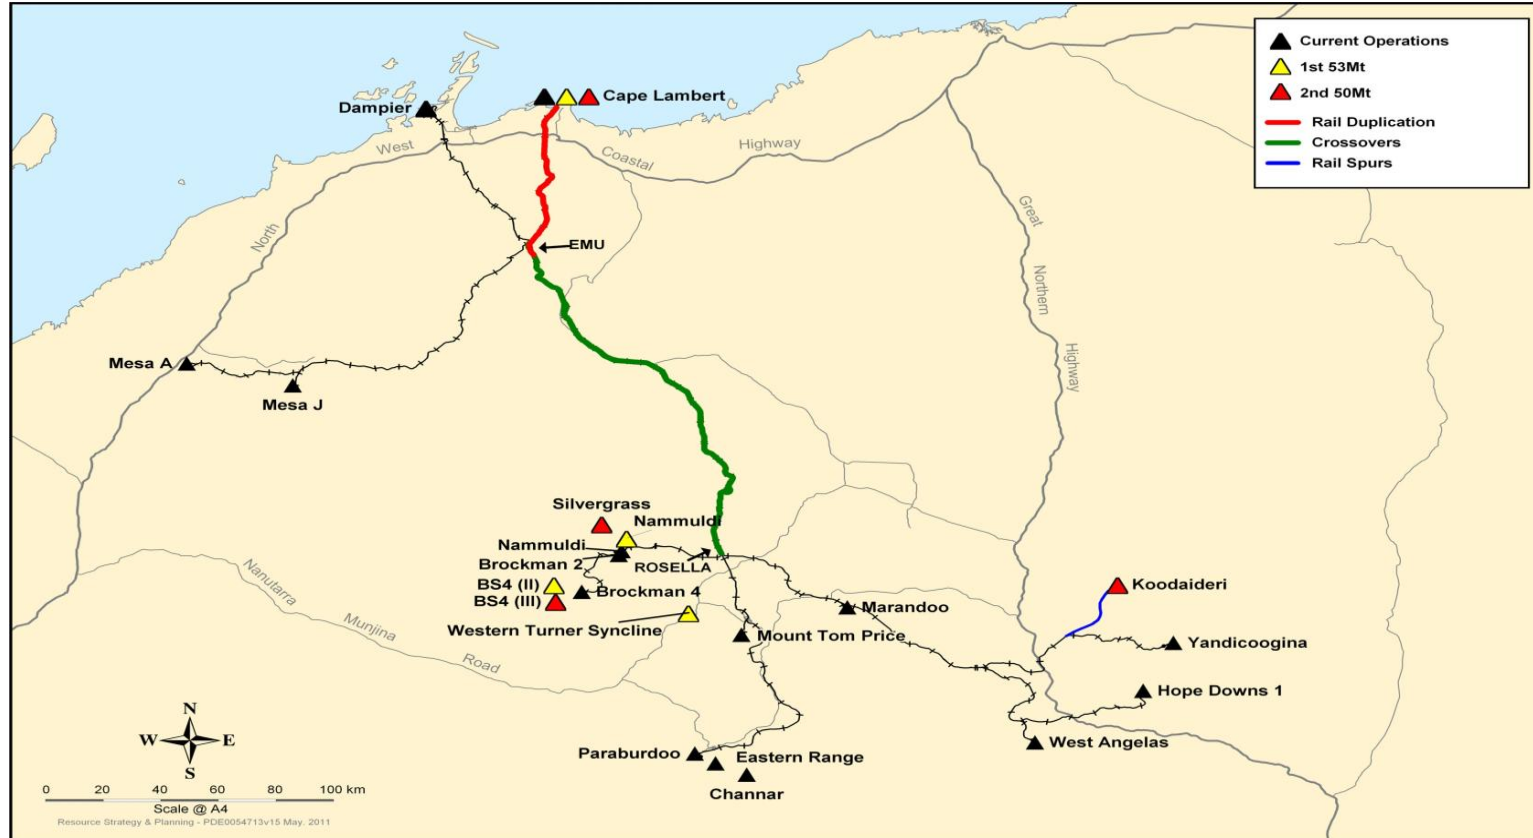 Current Operations
1st 53Mt
2nd 50Mt
Rail Duplication
Crossovers
Rail Spurs
Dampier
Cape Lambert
West
Coastal
Highway
North
EMU
Great
Northern
Highway
Mesa A
Mesa J
Silvergrass
Nammuldi
Nammuldi
Brockman 2
ROSELLA
BS4 (II)
Brockman 4
BS4 (III)
Koodaideri
Marandoo
Western Turner Syncline
Mount Tom Price
Yandicoogina
Nanutarra
Munjina
Road
Hope Downs 1
West Angelas
Paraburdoo
Eastern Range
Channar
N
W
E
S
0 20 40 60 80 100 km
Scale @ A4
Resource Strategy & Planning - PDE0054713v15 May. 2011